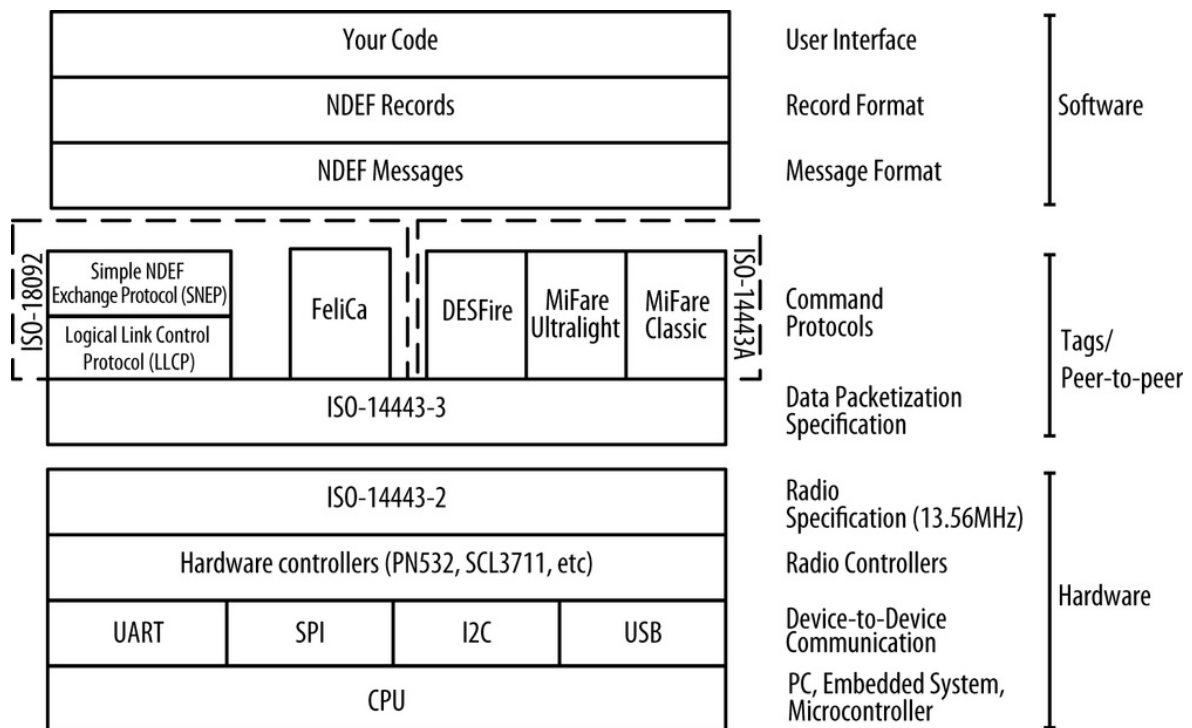 Your Code
User Interface
NDEF Records
Record Format
Software
NDEF Messages
Message Format
ISO-18092
Simple NDEF
Exchange Protocol (SNEP)
Logical Link Control
Protocol (LLCP)
FeliCa
DESFire
MiFare
Ultralight
MiFare
Classic
ISO-14443A
Command
Protocols
Tags/
Peer-to-peer
ISO-14443-3
Data Packetization
Specification
ISO-14443-2
Radio
Specification (13.56MHz)
Hardware controllers (PN532, SCL3711, etc)
Radio Controllers
Hardware
UART
SPI
I2C
USB
Device-to-Device
Communication
CPU
PC, Embedded System,
Microcontroller